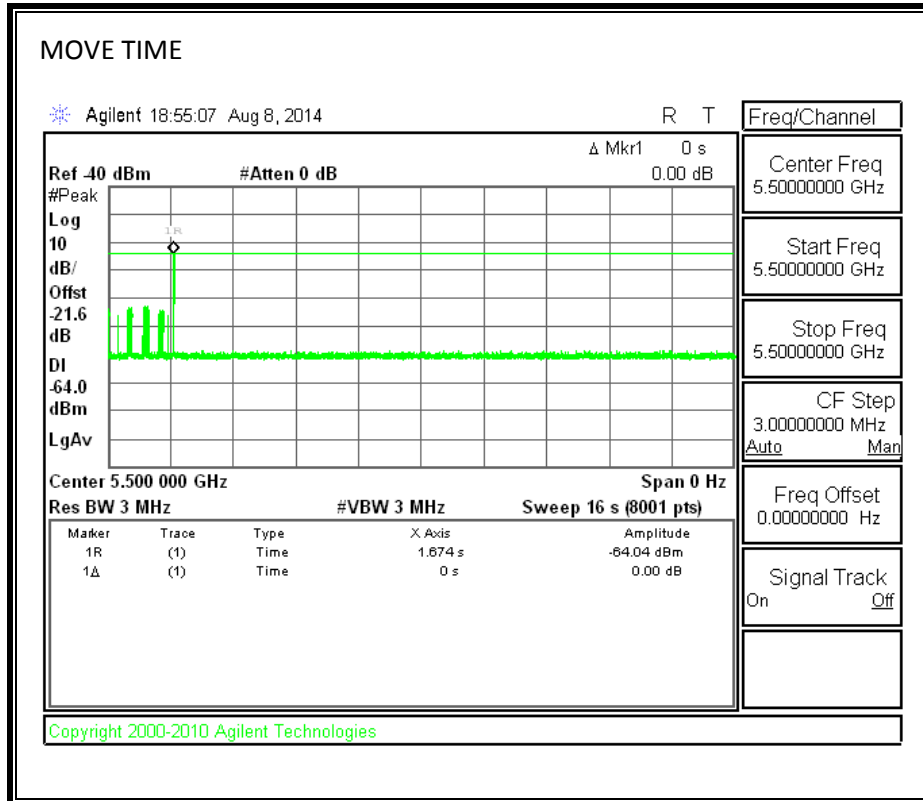 MOVE TIME
Agilent 18:55:07 Aug 8, 2014 R T
Δ Mkr1 0 s
Ref -40 dBm #Atten 0 dB 0.00 dB
#Peak
Log
10
dB/
Offst
-21.6
dB
DI
-64.0
dBm
LgAv
1R
Center 5.500 000 GHz Span 0 Hz
Res BW 3 MHz #VBW 3 MHz Sweep 16 s (8001 pts)
Marker Trace Type X Axis Amplitude
1R (1) Time 1.674 s -64.04 dBm
1Δ (1) Time 0 s 0.00 dB
Freq/Channel
Center Freq
5.50000000 GHz
Start Freq
5.50000000 GHz
Stop Freq
5.50000000 GHz
CF Step
3.00000000 MHz
Auto Man
Freq Offset
0.00000000 Hz
Signal Track
On Off
Copyright 2000-2010 Agilent Technologies